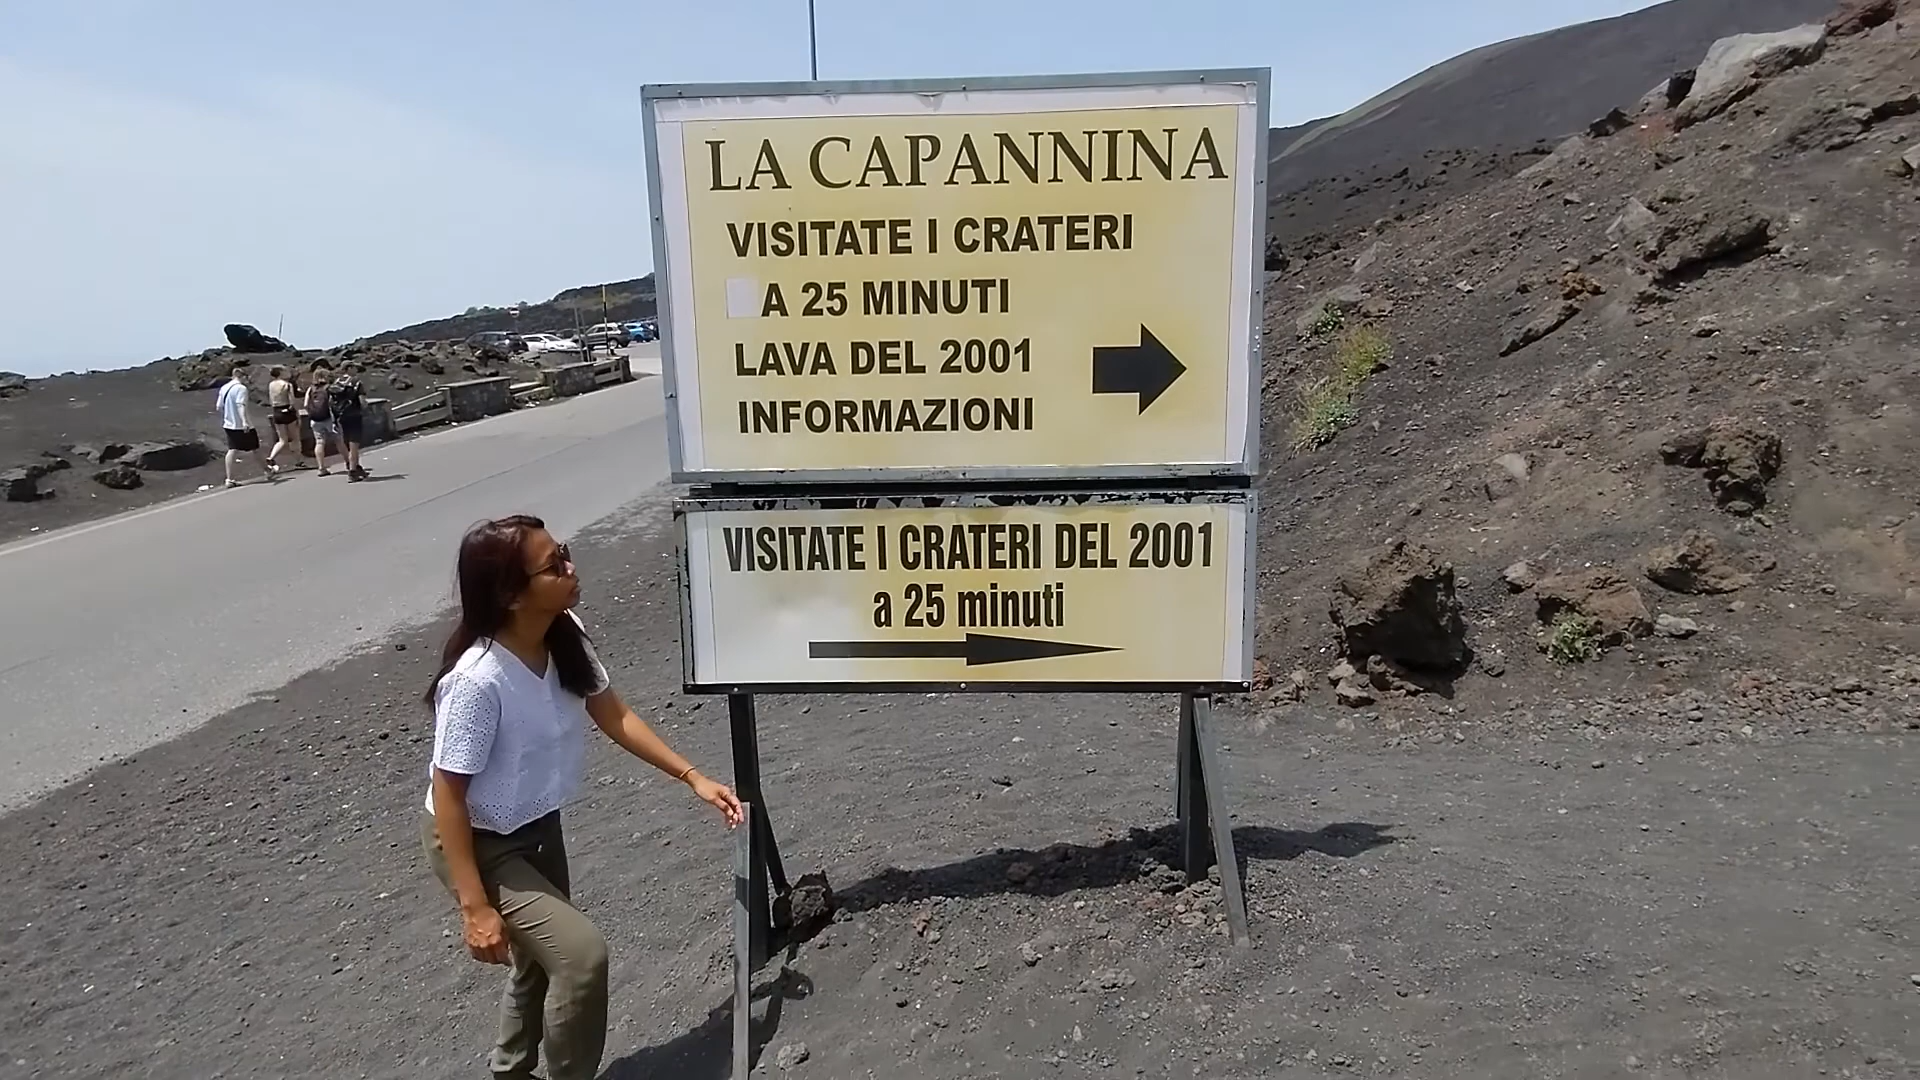 LA CAPANNINA
VISITATE I CRATERI
A 25 MINUTI
LAVA DEL 2001
INFORMAZIONI
VISITATE I CRATERI DEL 2001
a 25 minuti